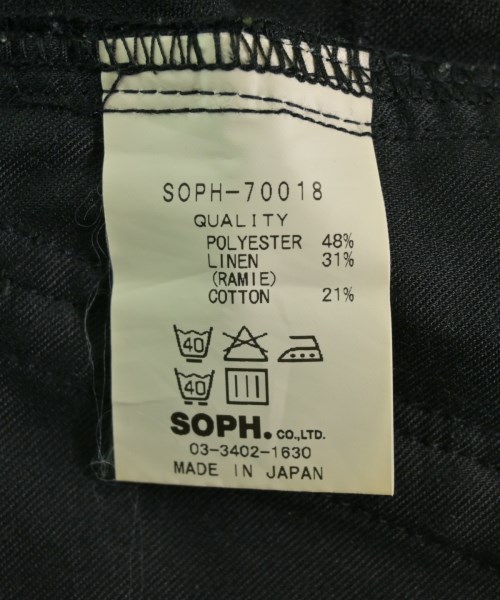 SOPH-70018
QUALITY
POLYESTER 48%
LINEN 31%
(RAMIE)
COTTON 21%
40
40
SOPH. CO.,LTD.
03-3402-1630
MADE IN JAPAN